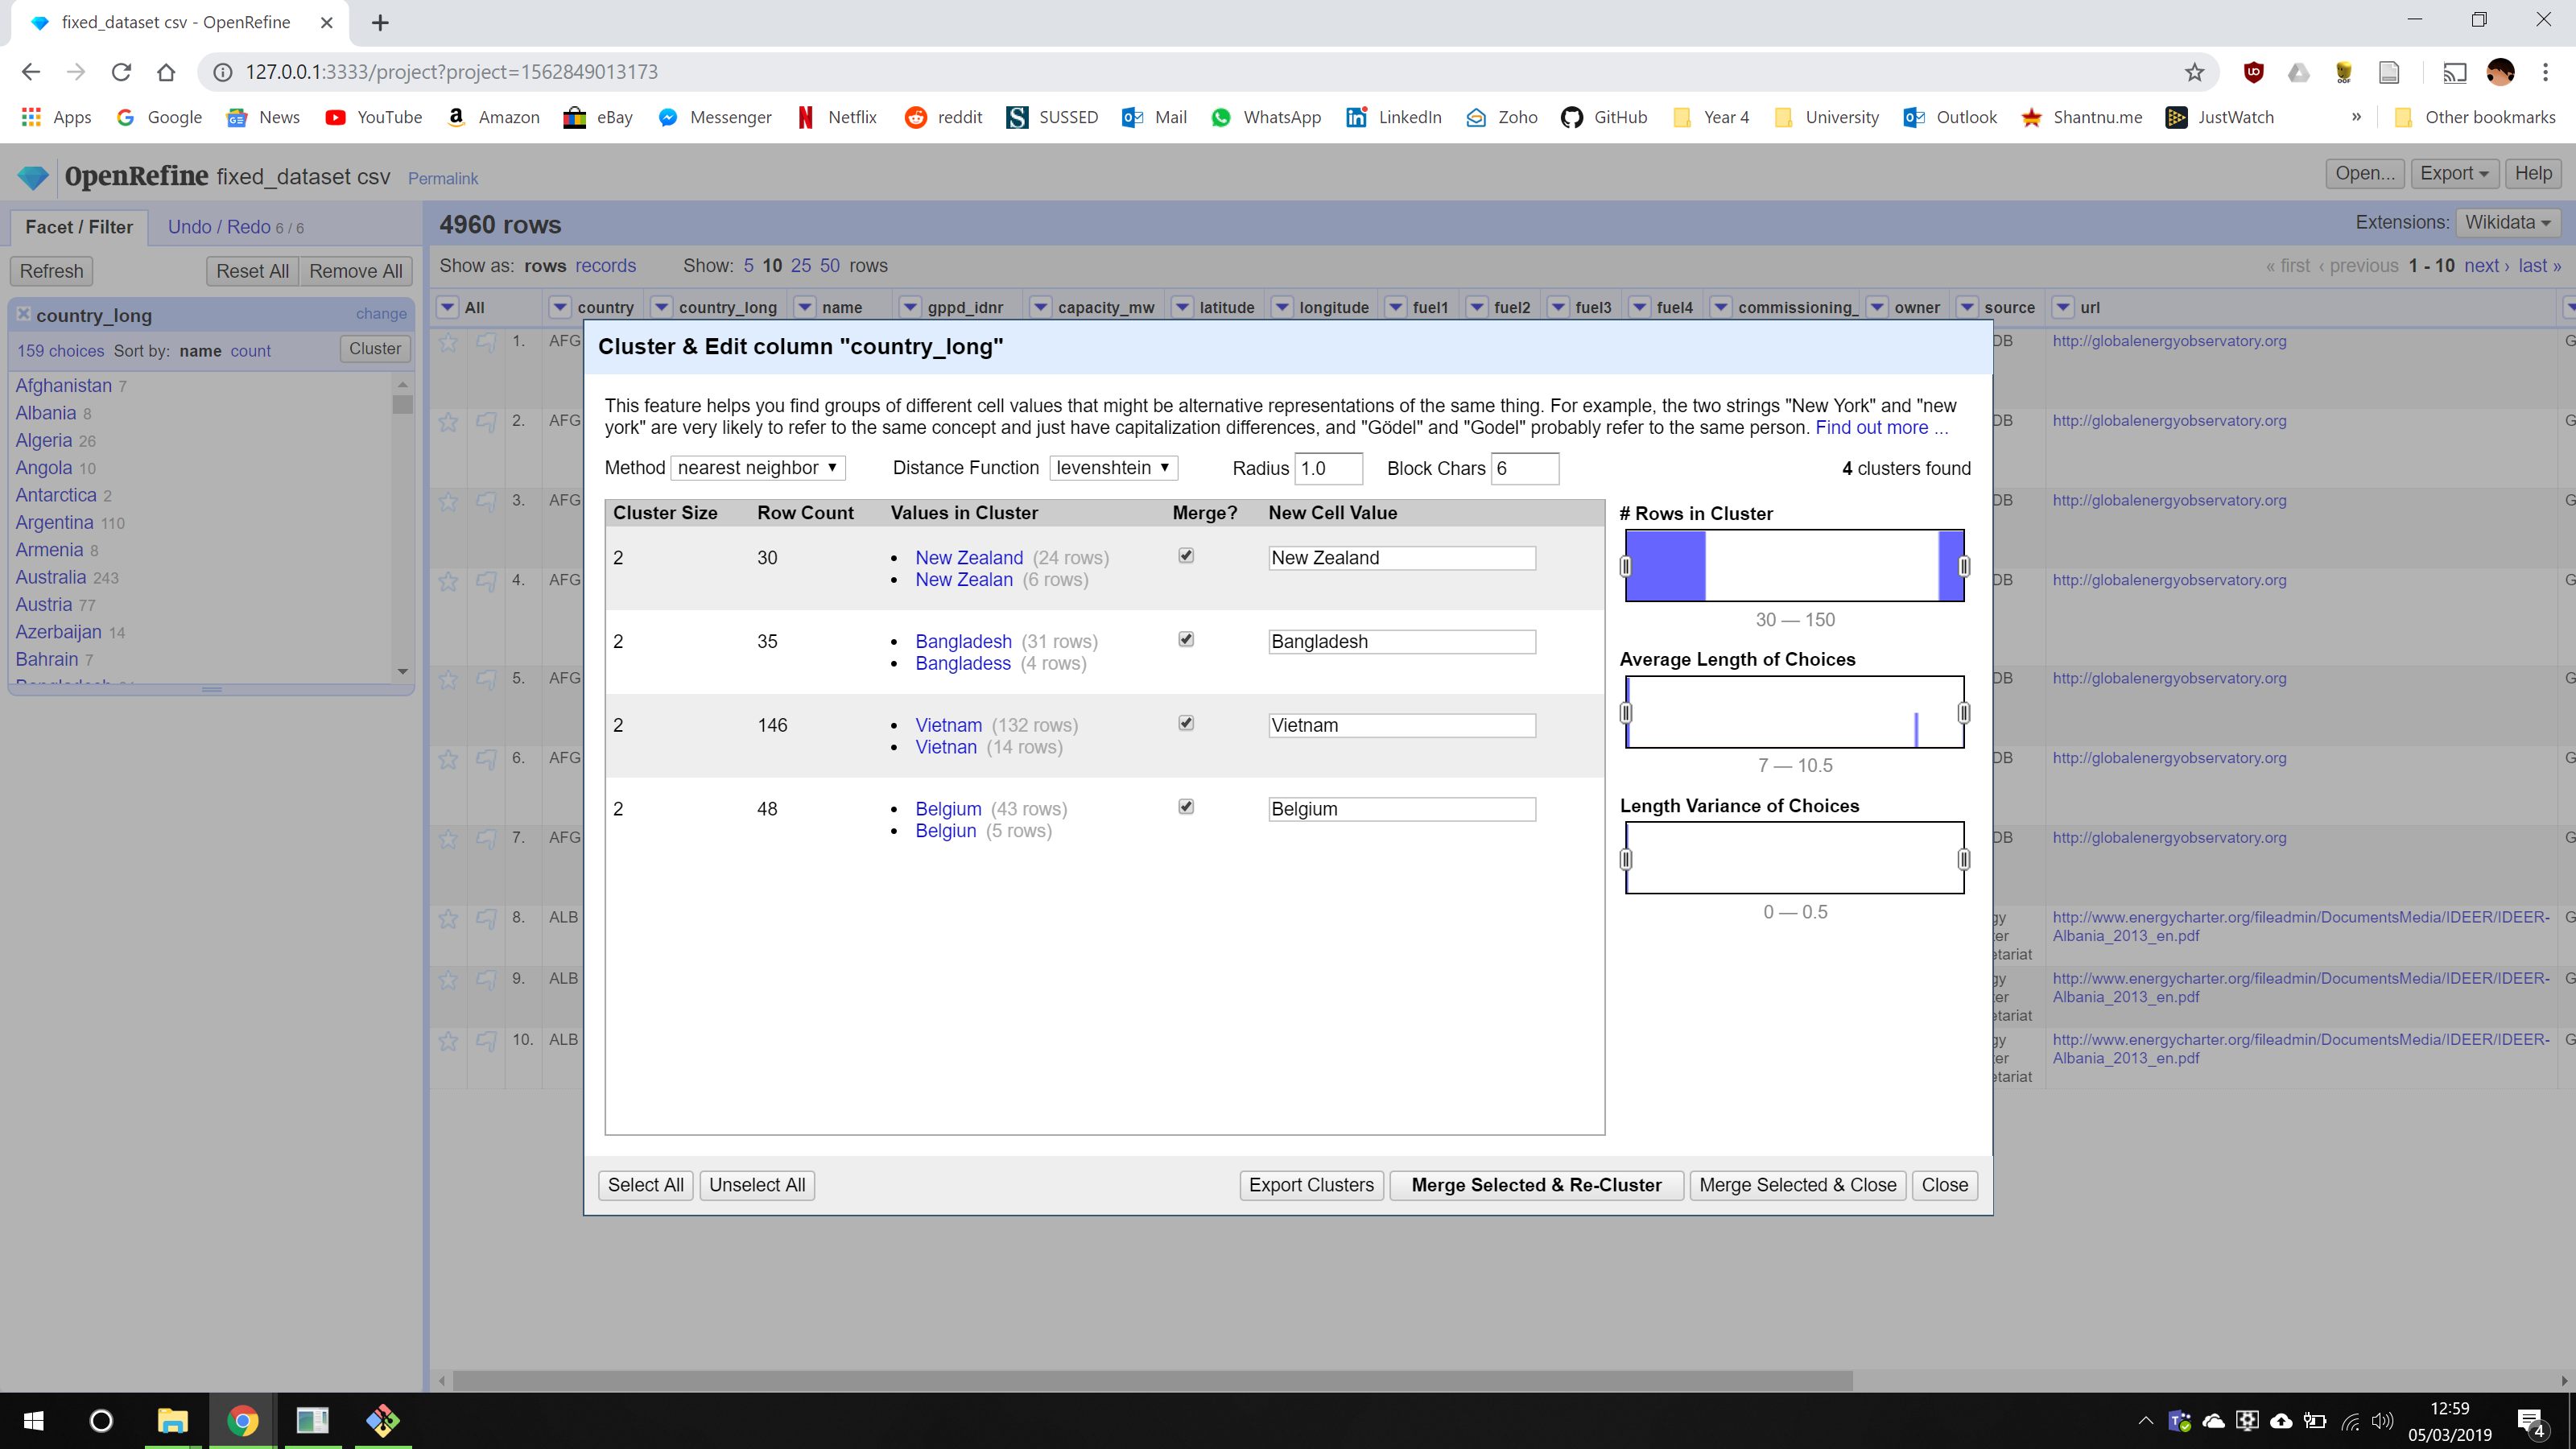 fixed_dataset csv - OpenRefine
127.0.0.1:3333/project?project=1562849013173
Apps Google News YouTube Amazon eBay Messenger Netflix reddit SUSSED Mail WhatsApp LinkedIn Zoho GitHub Year 4 University Outlook Shantnu.me JustWatch » Other bookmarks
OpenRefine fixed_dataset csv Permalink Open... Export Help
Facet / Filter Undo / Redo 6 / 6 4960 rows Extensions: Wikidata
Refresh Reset All Remove All Show as: rows records Show: 5 10 25 50 rows « first ‹ previous 1 - 10 next › last »
All country country_long name gppd_idnr capacity_mw latitude longitude fuel1 fuel2 fuel3 fuel4 commissioning_ owner source url
country_long change
159 choices Sort by: name count Cluster
Afghanistan 7
Albania 8
Algeria 26
Angola 10
Antarctica 2
Argentina 110
Armenia 8
Australia 243
Austria 77
Azerbaijan 14
Bahrain 7
1. AFG DB http://globalenergyobservatory.org G
2. AFG DB http://globalenergyobservatory.org G
3. AFG DB http://globalenergyobservatory.org G
4. AFG DB http://globalenergyobservatory.org G
5. AFG DB http://globalenergyobservatory.org G
6. AFG DB http://globalenergyobservatory.org G
7. AFG DB http://globalenergyobservatory.org G
8. ALB gy http://www.energycharter.org/fileadmin/DocumentsMedia/IDEER/IDEER- G
er Albania_2013_en.pdf
etariat
9. ALB gy http://www.energycharter.org/fileadmin/DocumentsMedia/IDEER/IDEER- G
er Albania_2013_en.pdf
etariat
10. ALB gy http://www.energycharter.org/fileadmin/DocumentsMedia/IDEER/IDEER- G
er Albania_2013_en.pdf
etariat
Cluster & Edit column "country_long"
This feature helps you find groups of different cell values that might be alternative representations of the same thing. For example, the two strings "New York" and "new
york" are very likely to refer to the same concept and just have capitalization differences, and "Gödel" and "Godel" probably refer to the same person. Find out more ...
Method nearest neighbor Distance Function levenshtein Radius 1.0 Block Chars 6 4 clusters found
Cluster Size Row Count Values in Cluster Merge? New Cell Value
2 30 • New Zealand (24 rows) New Zealand
• New Zealan (6 rows)
2 35 • Bangladesh (31 rows) Bangladesh
• Bangladess (4 rows)
2 146 • Vietnam (132 rows) Vietnam
• Vietnan (14 rows)
2 48 • Belgium (43 rows) Belgium
• Belgiun (5 rows)
# Rows in Cluster
30 — 150
Average Length of Choices
7 — 10.5
Length Variance of Choices
0 — 0.5
Select All Unselect All Export Clusters Merge Selected & Re-Cluster Merge Selected & Close Close
12:59
05/03/2019
4